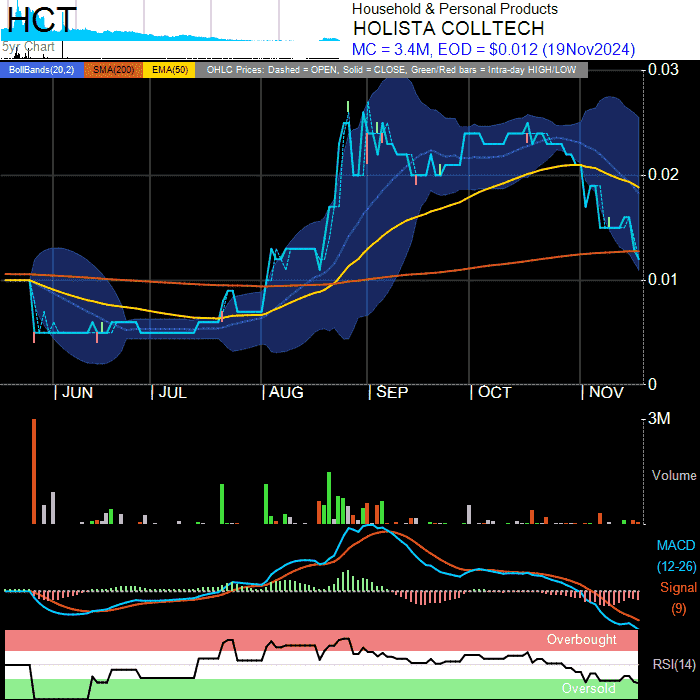 HCT
5yr Chart
Household & Personal Products
HOLISTA COLLTECH
MC = 3.4M, EOD = $0.012 (19Nov2024)
BollBands(20,2) SMA(200) EMA(50) OHLC Prices: Dashed = OPEN, Solid = CLOSE, Green/Red bars = Intra-day HIGH/LOW
0.03
0.02
0.01
0
| JUN | JUL | AUG | SEP | OCT | NOV
3M
Volume
MACD
(12-26)
Signal
(9)
Overbought
RSI(14)
Oversold